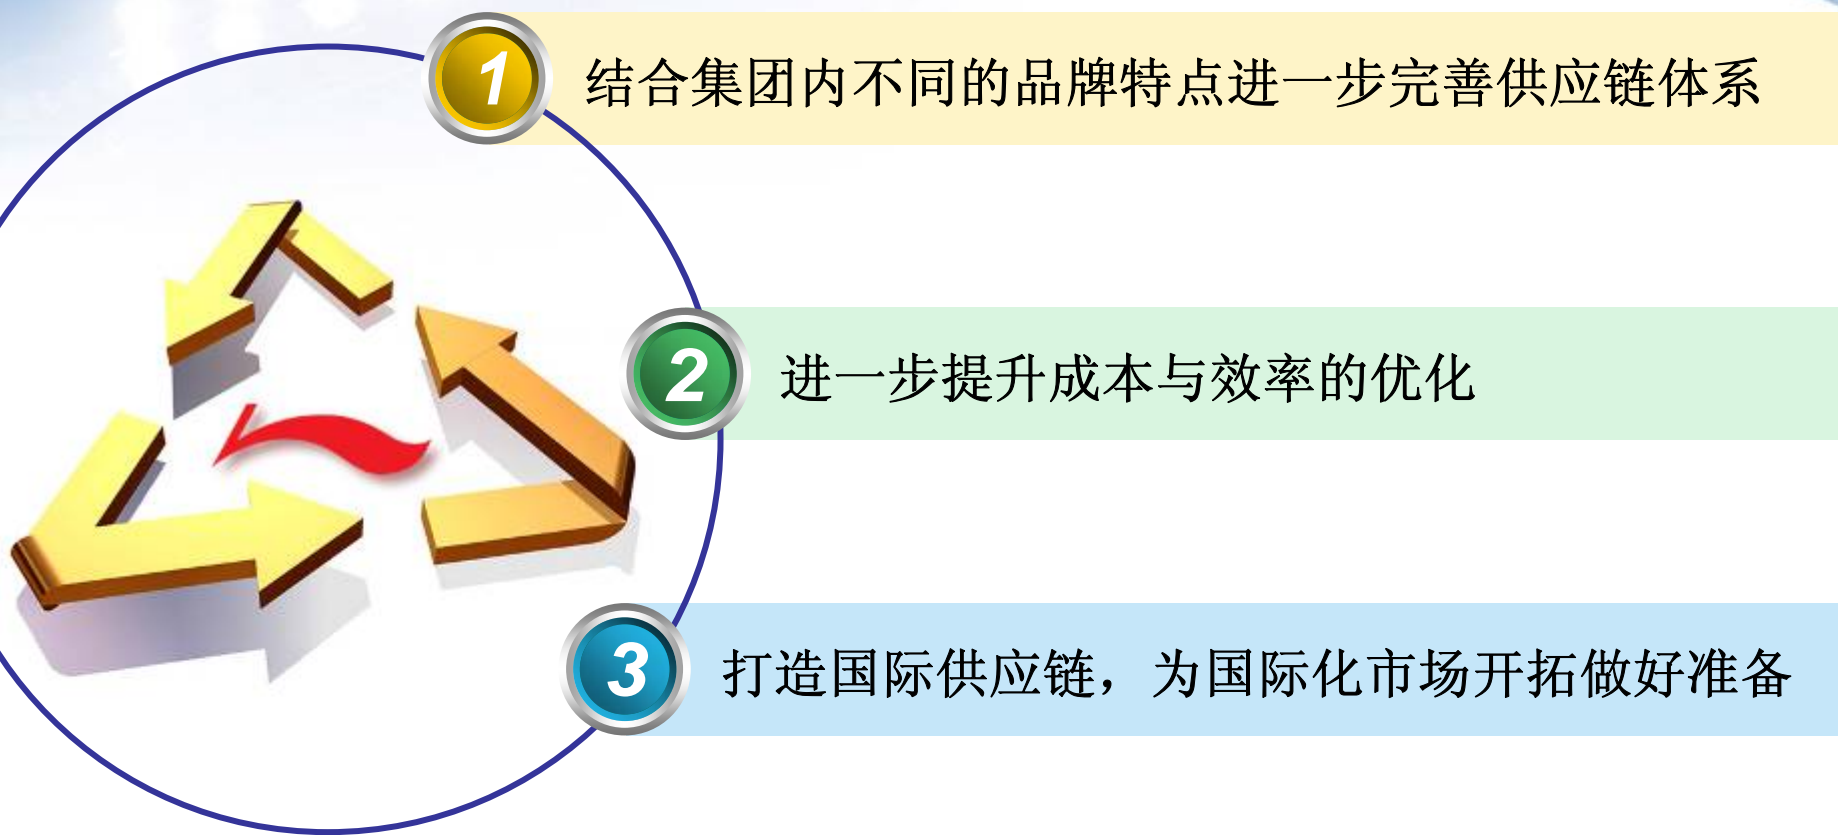 1
结合集团内不同的品牌特点进一步完善供应链体系
2
进一步提升成本与效率的优化
3
打造国际供应链，为国际化市场开拓做好准备